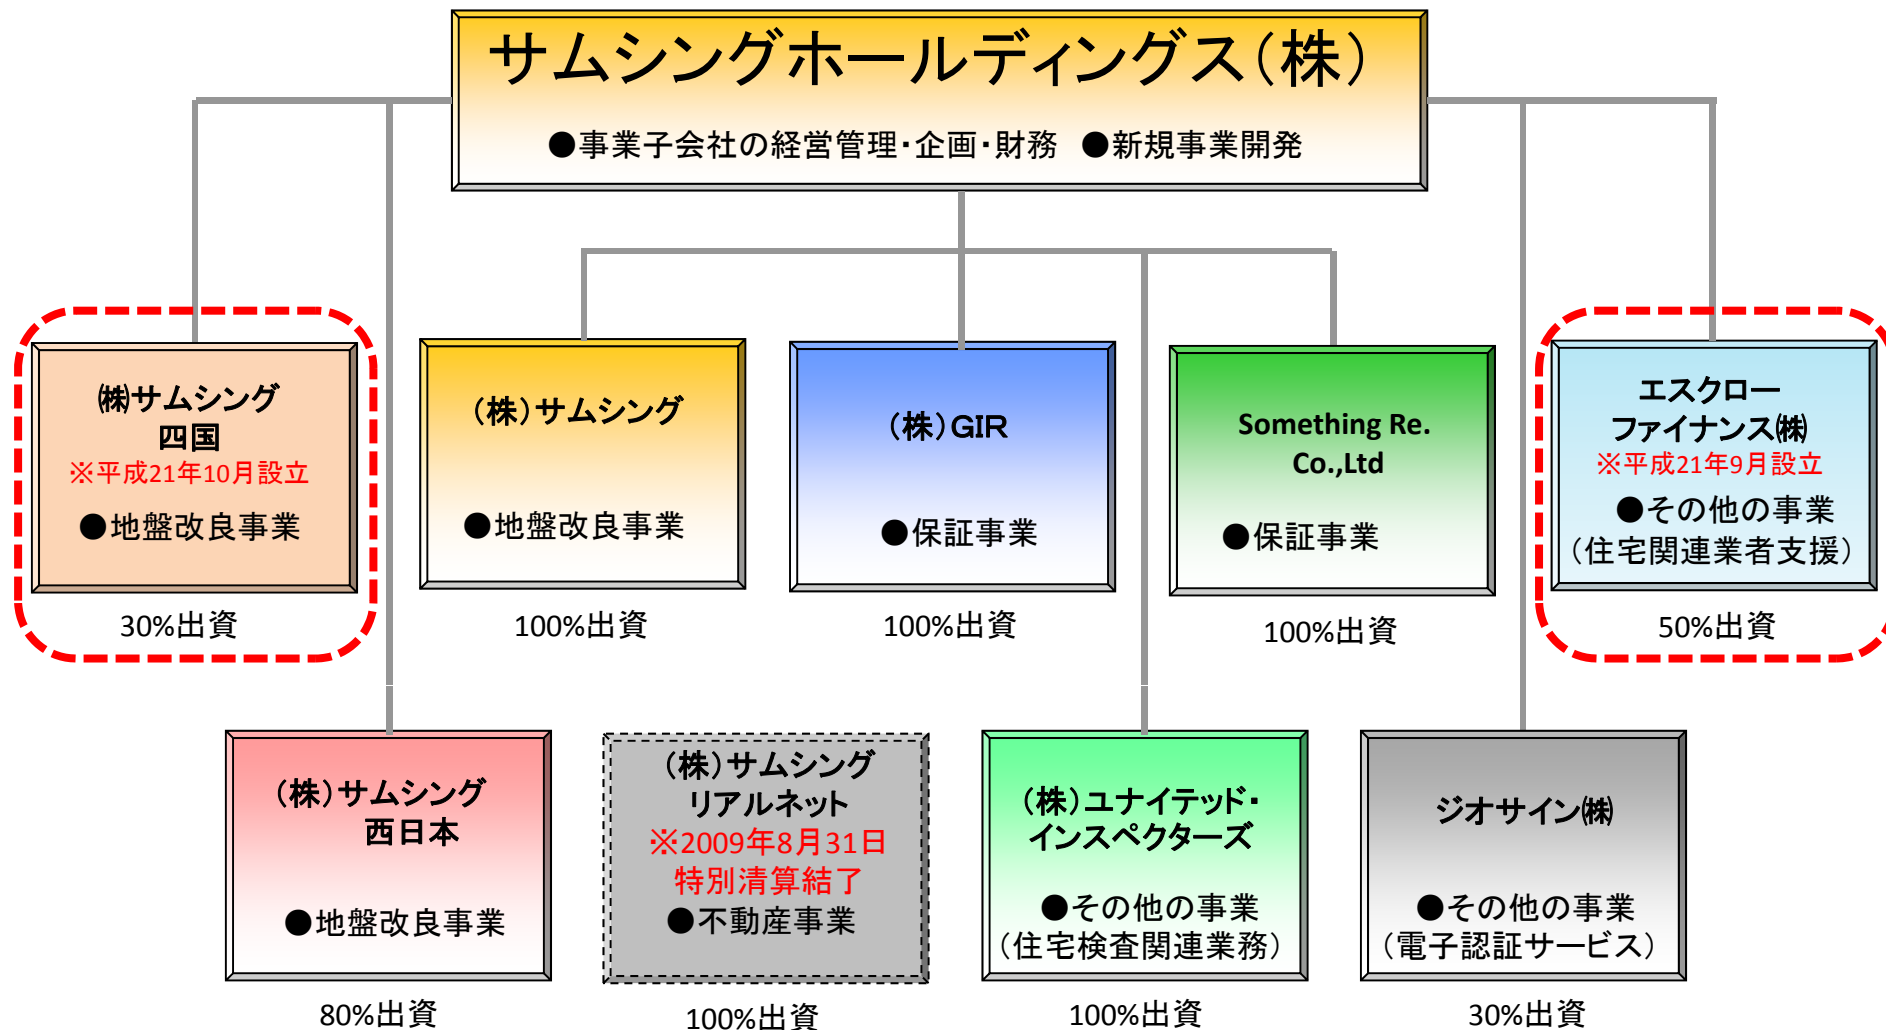 サムシングホールディングス（株）
●事業子会社の経営管理・企画・財務　●新規事業開発
㈱サムシング
四国
※平成21年10月設立
●地盤改良事業
30%出資
（株）サムシング
●地盤改良事業
100%出資
（株）GIR
●保証事業
100%出資
Something Re.
Co.,Ltd
●保証事業
100%出資
エスクロー
ファイナンス㈱
※平成21年9月設立
●その他の事業
（住宅関連業者支援）
50%出資
（株）サムシング
西日本
●地盤改良事業
80%出資
（株）サムシング
リアルネット
※2009年8月31日
特別清算結了
●不動産事業
100%出資
（株）ユナイテッド・
インスペクターズ
●その他の事業
（住宅検査関連業務）
100%出資
ジオサイン㈱
●その他の事業
（電子認証サービス）
30%出資